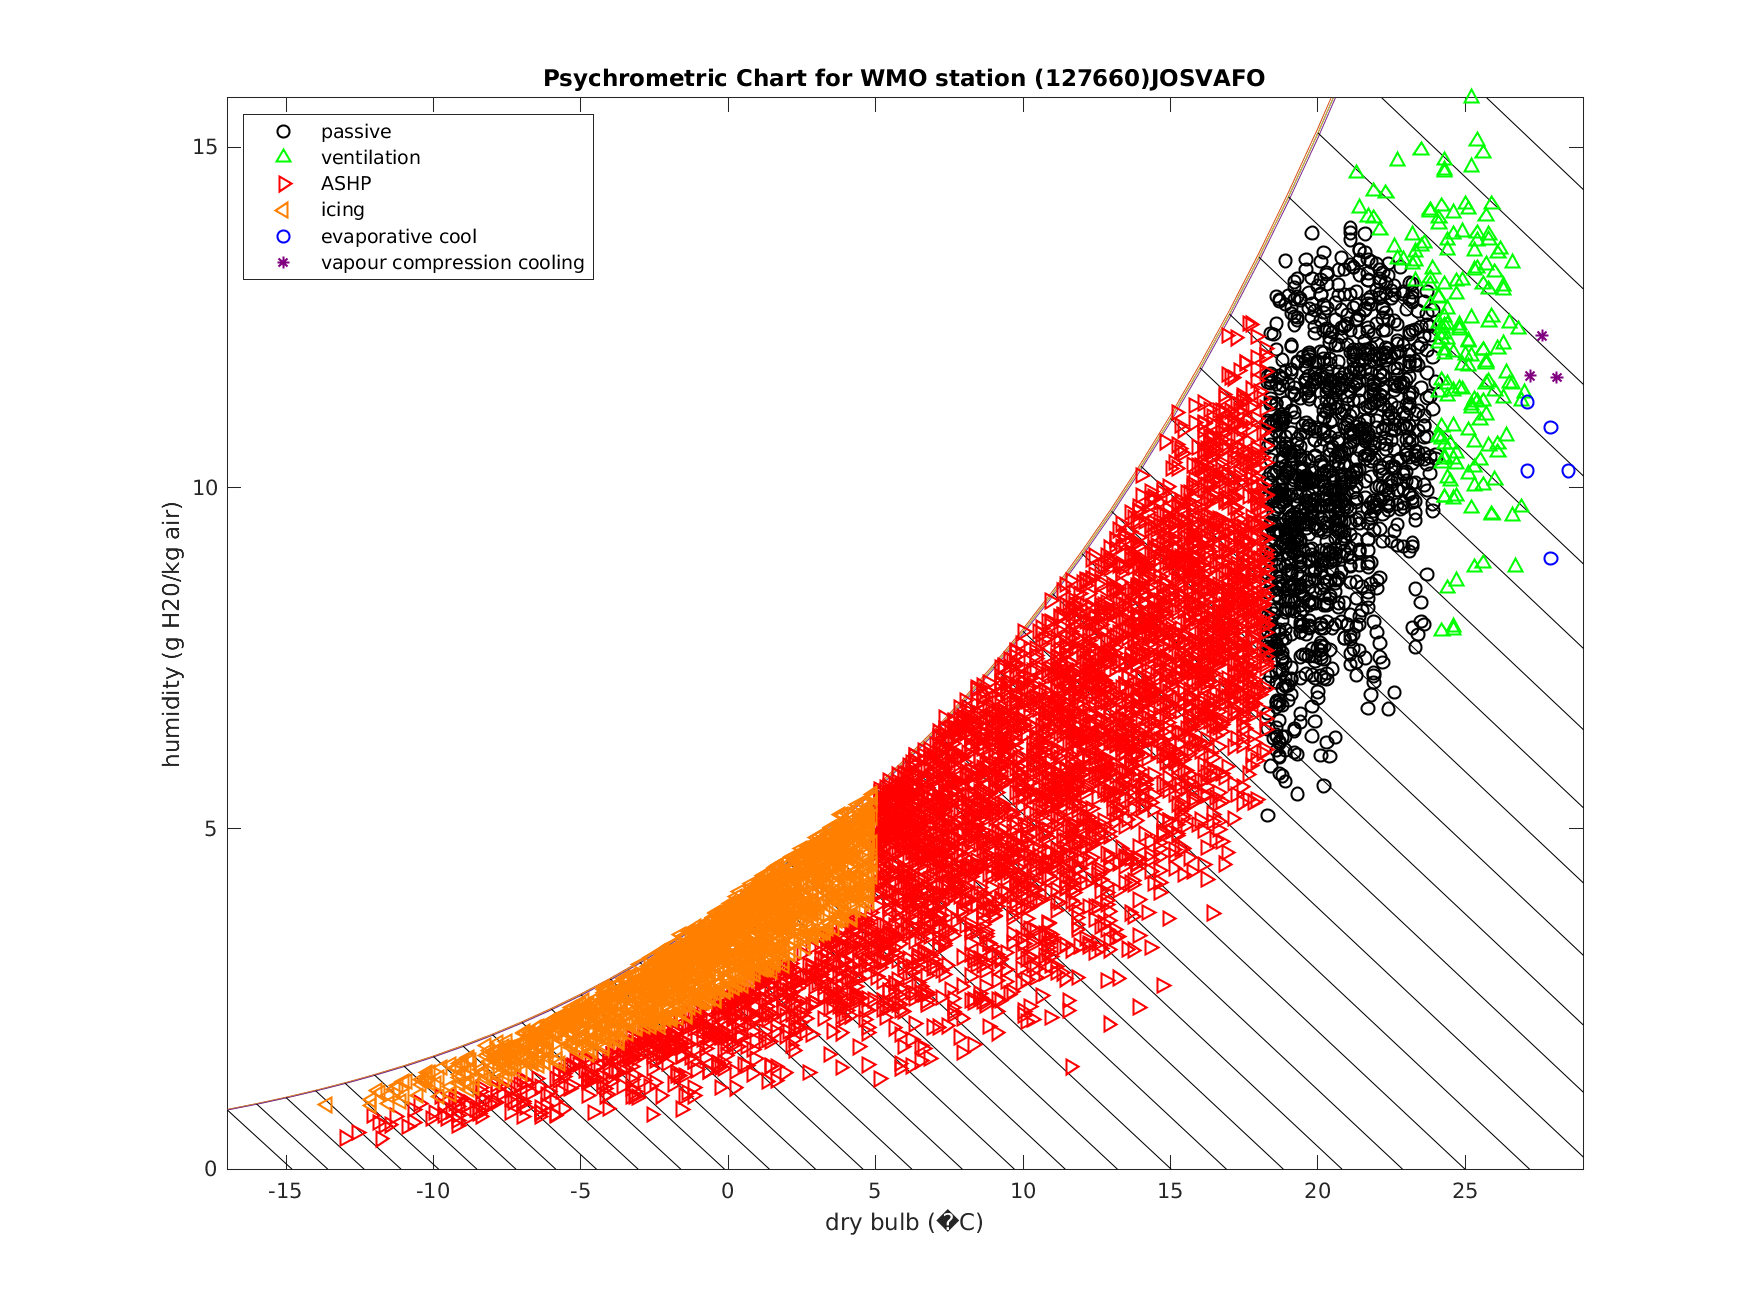 Psychrometric Chart for WMO station (127660)JOSVAFO
passive
ventilation
ASHP
icing
evaporative cool
vapour compression cooling
15
10
5
0
humidity (g H20/kg air)
-15 -10 -5 0 5 10 15 20 25
dry bulb (�C)